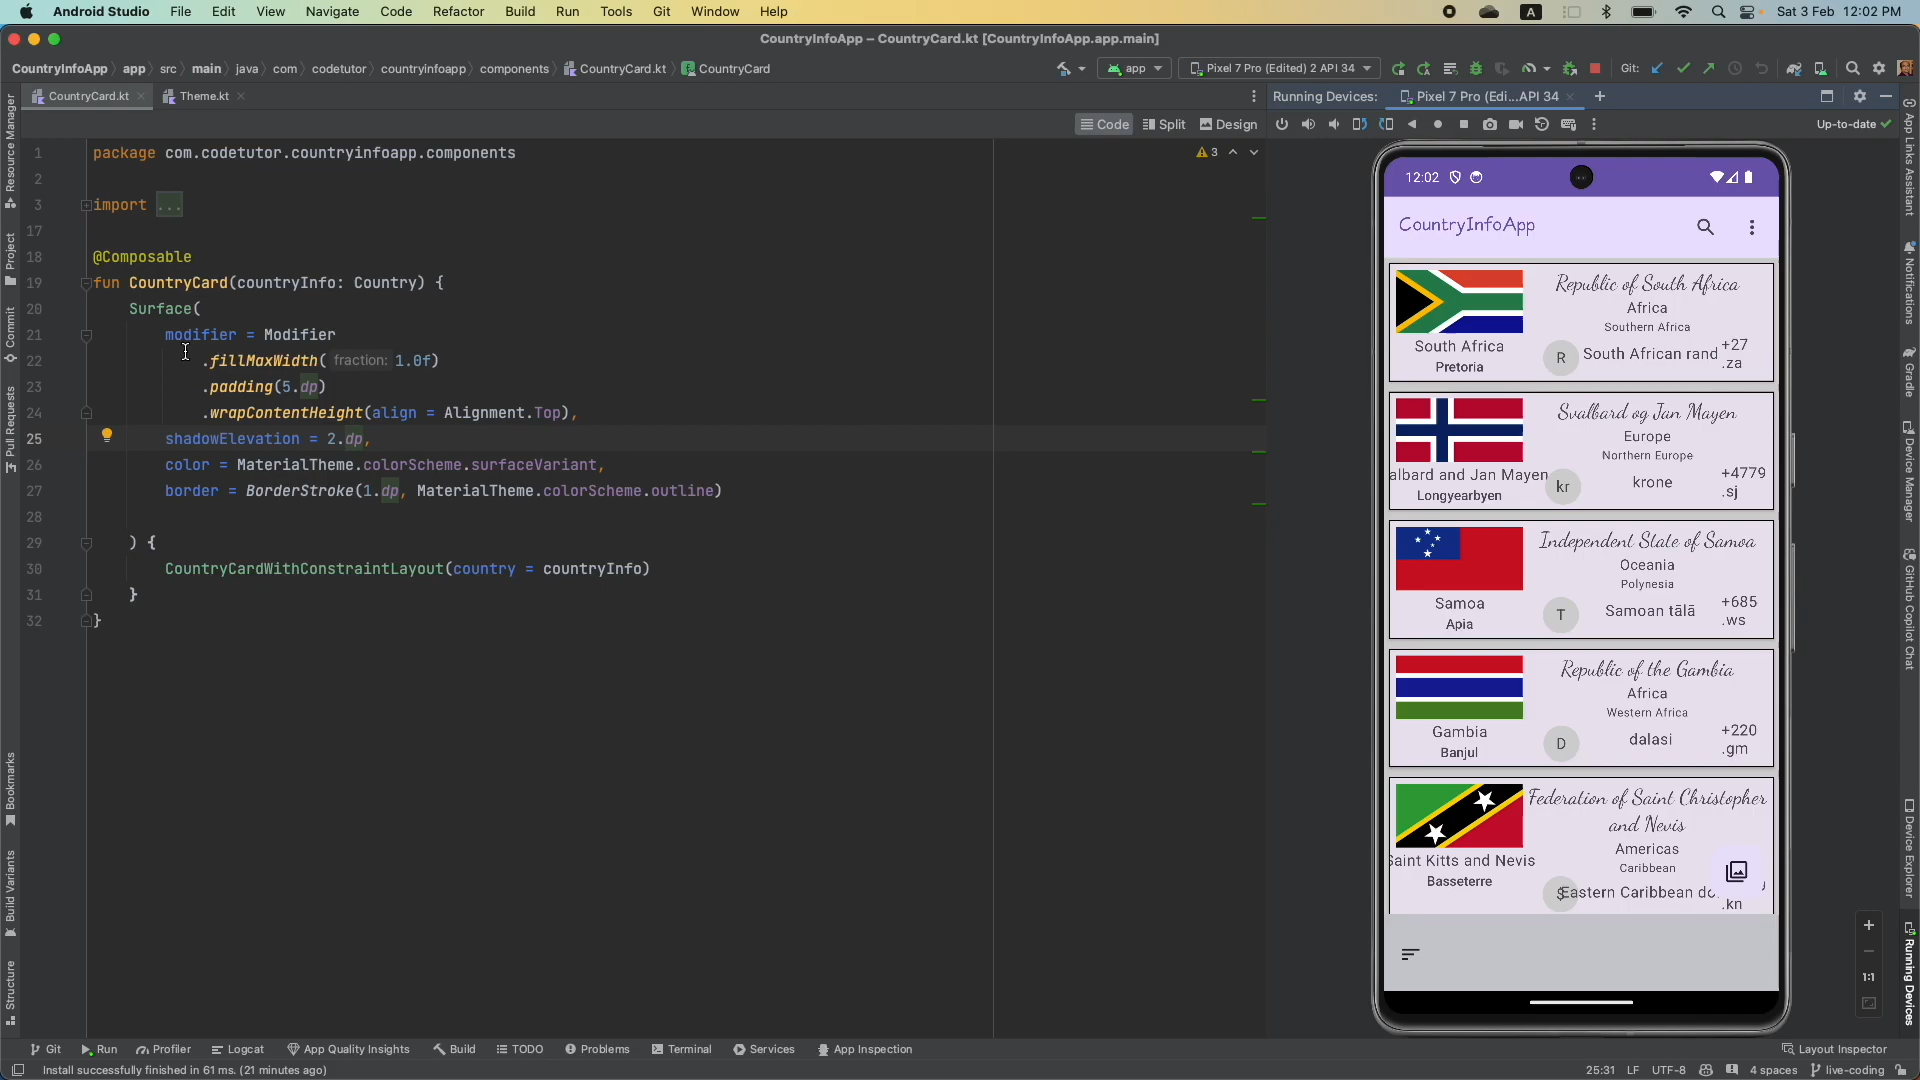 Android Studio File Edit View Navigate Code Refactor Build Run Tools Git Window Help
A Sat 3 Feb 12:02 PM
CountryInfoApp – CountryCard.kt [CountryInfoApp.app.main]
CountryInfoApp app src main java com codetutor countryinfoapp components CountryCard.kt CountryCard
app Pixel 7 Pro (Edited) 2 API 34 Git:
CountryCard.kt Theme.kt
Running Devices: Pixel 7 Pro (Edi...API 34
Code Split Design
Up-to-date
3
1 package com.codetutor.countryinfoapp.components
2
3 import ...
17
18 @Composable
19 fun CountryCard(countryInfo: Country) {
20 Surface(
21 modifier = Modifier
22 .fillMaxWidth( fraction: 1.0f)
23 .padding(5.dp)
24 .wrapContentHeight(align = Alignment.Top),
25 shadowElevation = 2.dp,
26 color = MaterialTheme.colorScheme.surfaceVariant,
27 border = BorderStroke(1.dp, MaterialTheme.colorScheme.outline)
28
29 ) {
30 CountryCardWithConstraintLayout(country = countryInfo)
31 }
32 }
Resource Manager
Project
Commit
Pull Requests
Bookmarks
Build Variants
Structure
12:02
CountryInfoApp
Republic of South Africa
Africa
Southern Africa
South Africa
Pretoria
R South African rand
+27
.za
Svalbard og Jan Mayen
Europe
Northern Europe
albard and Jan Mayen
Longyearbyen
kr krone
+4779
.sj
Independent State of Samoa
Oceania
Polynesia
Samoa
Apia
T Samoan tālā
+685
.ws
Republic of the Gambia
Africa
Western Africa
Gambia
Banjul
D dalasi
+220
.gm
Federation of Saint Christopher
and Nevis
Americas
Caribbean
Saint Kitts and Nevis
Basseterre
$ Eastern Caribbean do
.kn
1:1
App Links Assistant
Notifications
Gradle
Device Manager
GitHub Copilot Chat
Device Explorer
Running Devices
Git Run Profiler Logcat App Quality Insights Build TODO Problems Terminal Services App Inspection Layout Inspector
Install successfully finished in 61 ms. (21 minutes ago)
25:31 LF UTF-8 4 spaces live-coding